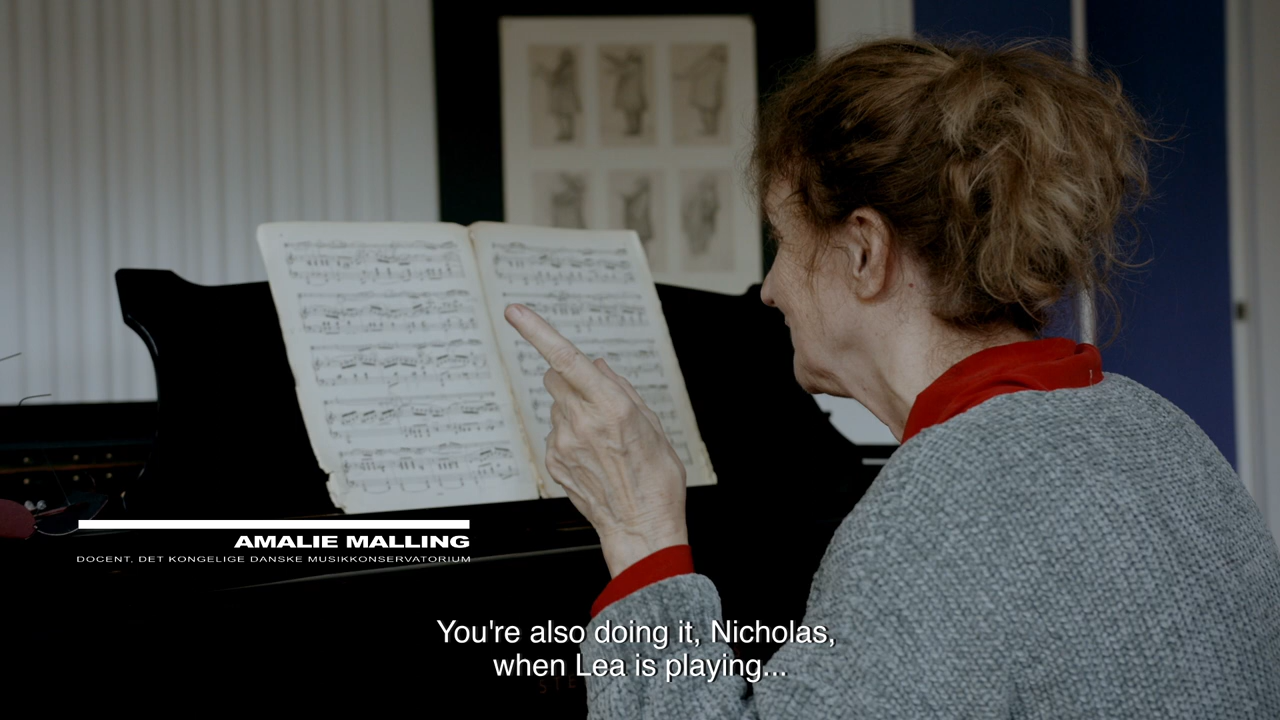 AMALIE MALLING
DOCENT, DET KONGELIGE DANSKE MUSIKKONSERVATORIUM
You're also doing it, Nicholas,
when Lea is playing...